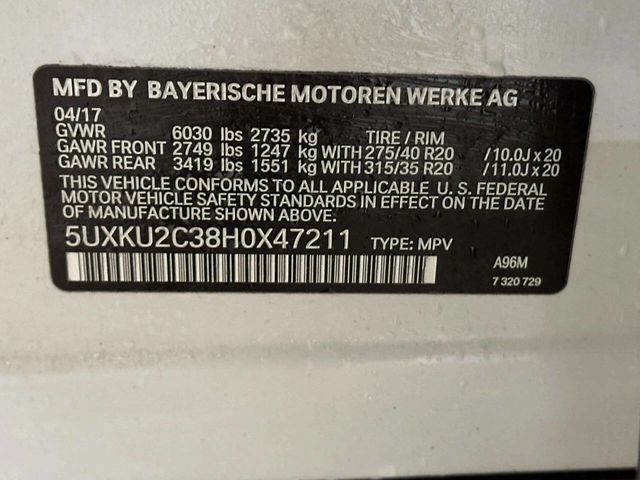 MFD BY BAYERISCHE MOTOREN WERKE AG
04/17
GVWR 6030 lbs 2735 kg TIRE / RIM
GAWR FRONT 2749 lbs 1247 kg WITH 275/40 R20 /10.0J x 20
GAWR REAR 3419 lbs 1551 kg WITH 315/35 R20 /11.0J x 20
THIS VEHICLE CONFORMS TO ALL APPLICABLE U. S. FEDERAL
MOTOR VEHICLE SAFETY STANDARDS IN EFFECT ON THE DATE
OF MANUFACTURE SHOWN ABOVE.
5UXKU2C38H0X47211 TYPE: MPV
A96M
7 320 729